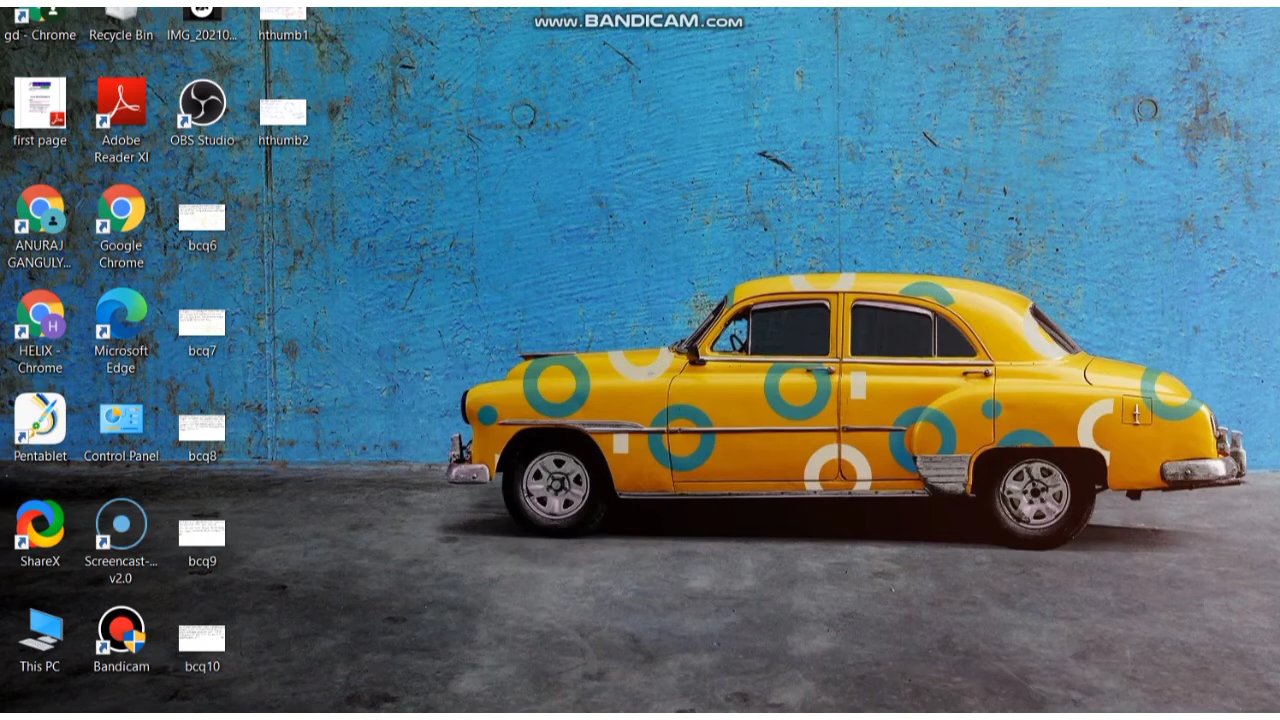 www.BANDICAM.com
gd - Chrome
Recycle Bin
IMG_20210...
hthumb1
first page
Adobe
Reader XI
OBS Studio
hthumb2
ANURAJ
GANGULY...
Google
Chrome
bcq6
HELIX -
Chrome
Microsoft
Edge
bcq7
Pentablet
Control Panel
bcq8
ShareX
Screencast-...
v2.0
bcq9
This PC
Bandicam
bcq10
H